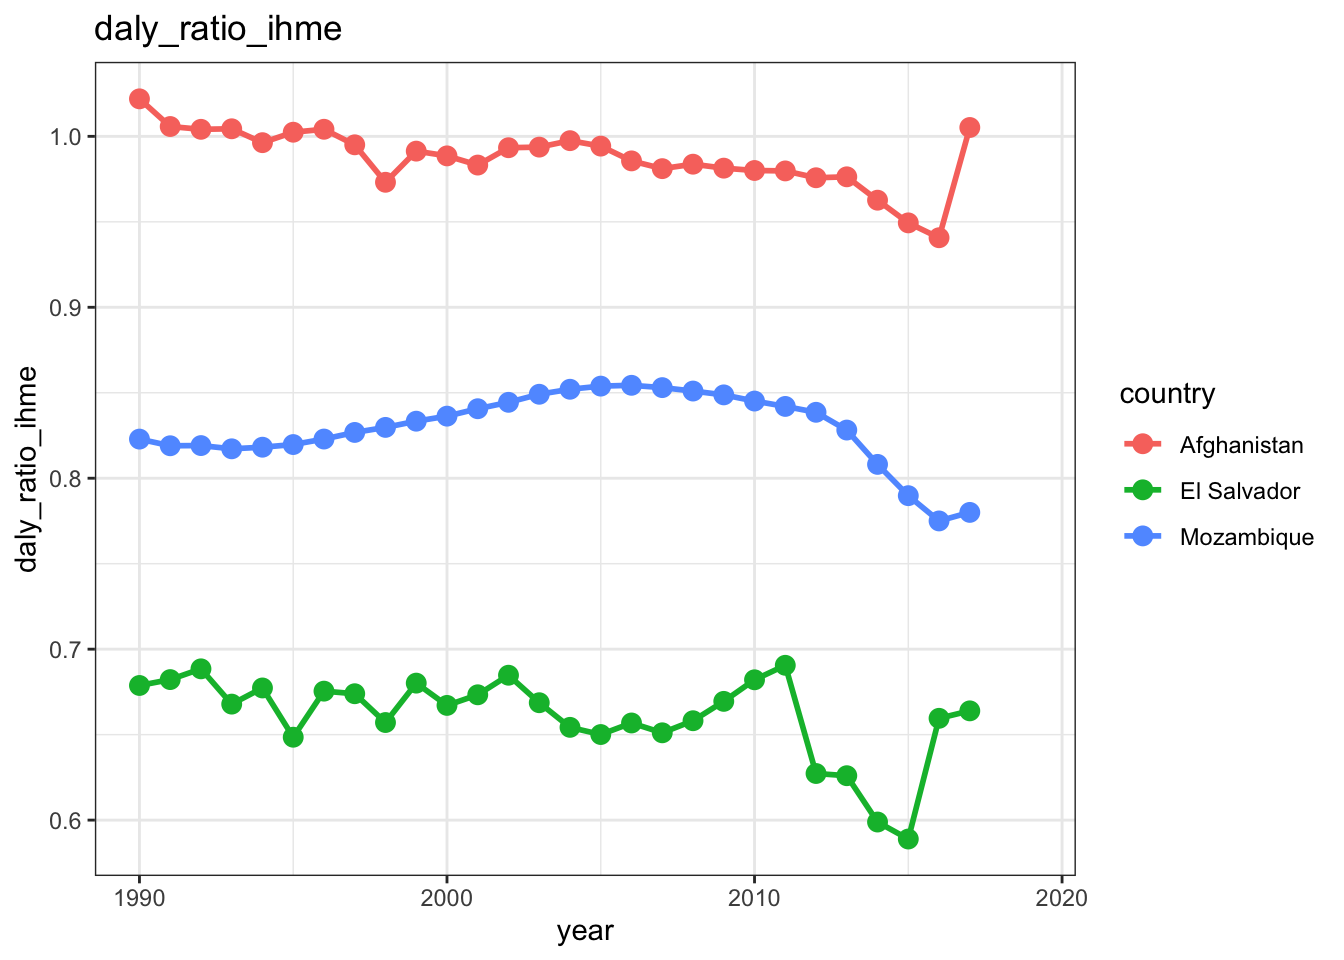 daly_ratio_ihme
daly_ratio_ihme
1.0
0.9
0.8
0.7
0.6
1990
2000
2010
2020
year
country
Afghanistan
El Salvador
Mozambique